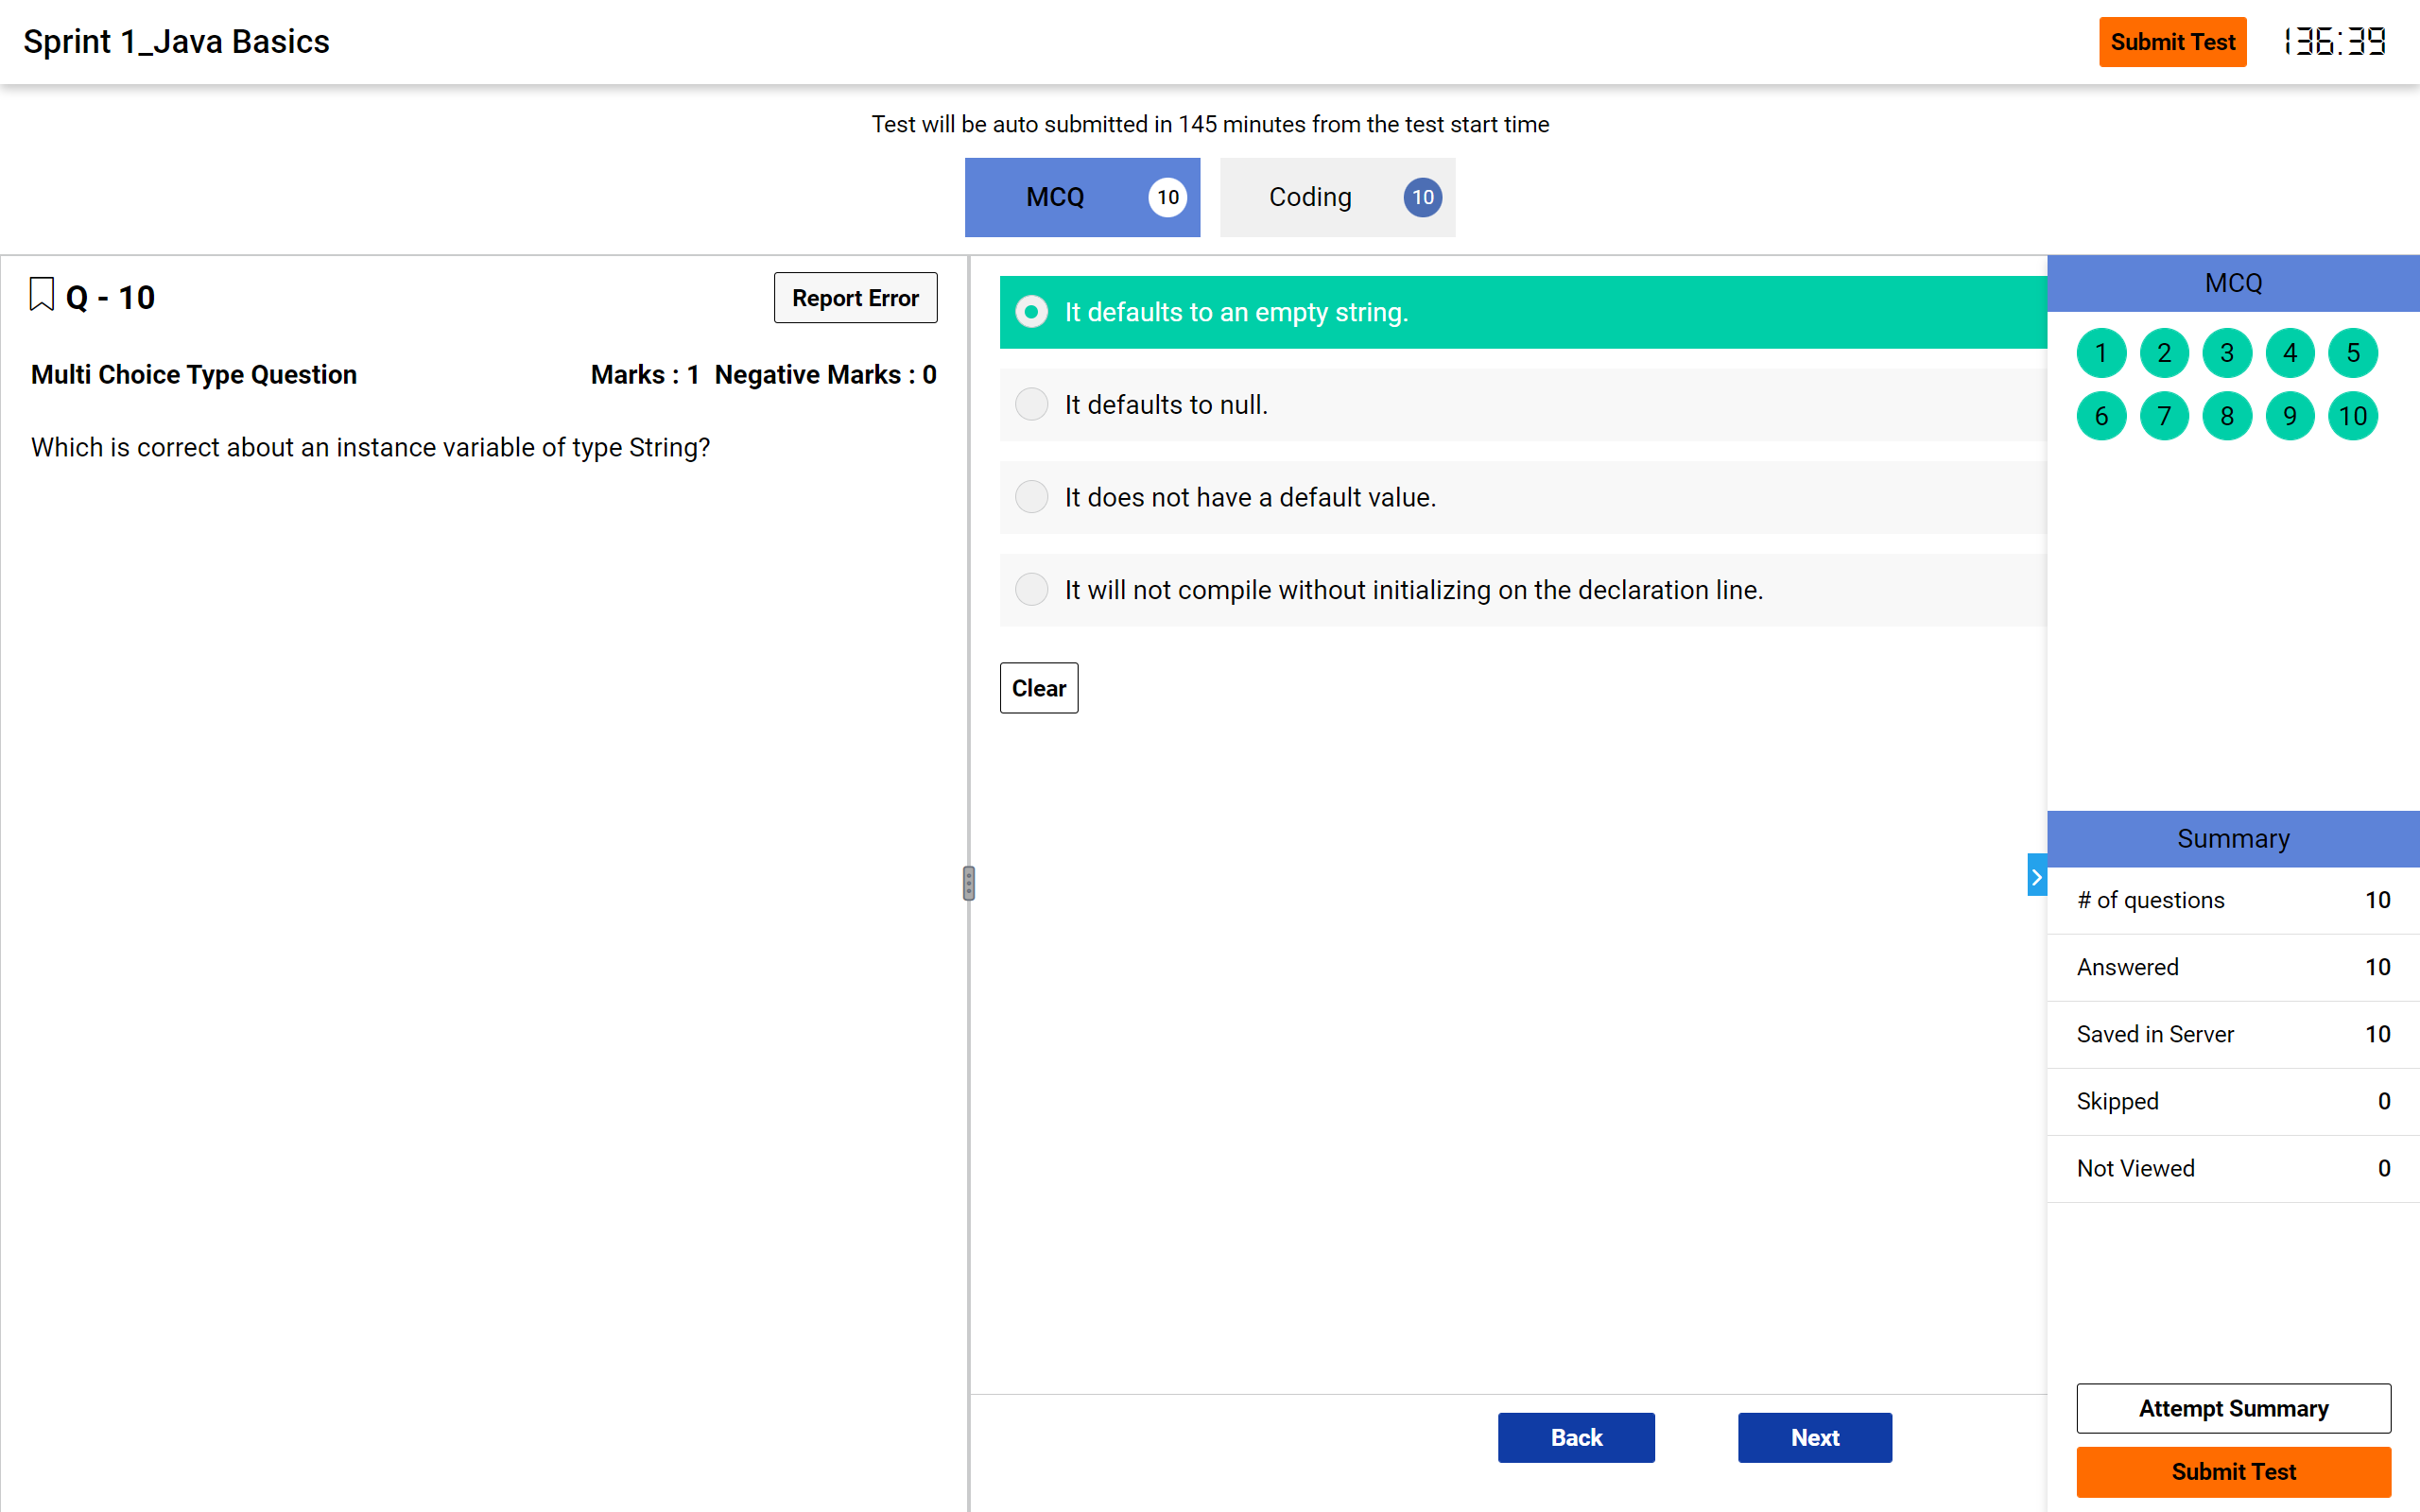 Sprint 1_Java Basics
Submit Test
136:39
Test will be auto submitted in 145 minutes from the test start time
MCQ 10
Coding 10
Q - 10
Report Error
Multi Choice Type Question
Marks : 1 Negative Marks : 0
Which is correct about an instance variable of type String?
It defaults to an empty string.
It defaults to null.
It does not have a default value.
It will not compile without initializing on the declaration line.
Clear
Back
Next
MCQ
1 2 3 4 5
6 7 8 9 10
Summary
# of questions 10
Answered 10
Saved in Server 10
Skipped 0
Not Viewed 0
Attempt Summary
Submit Test